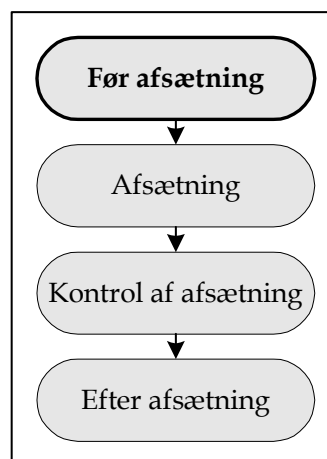 Før afsætning
Afsætning
Kontrol af afsætning
Efter afsætning